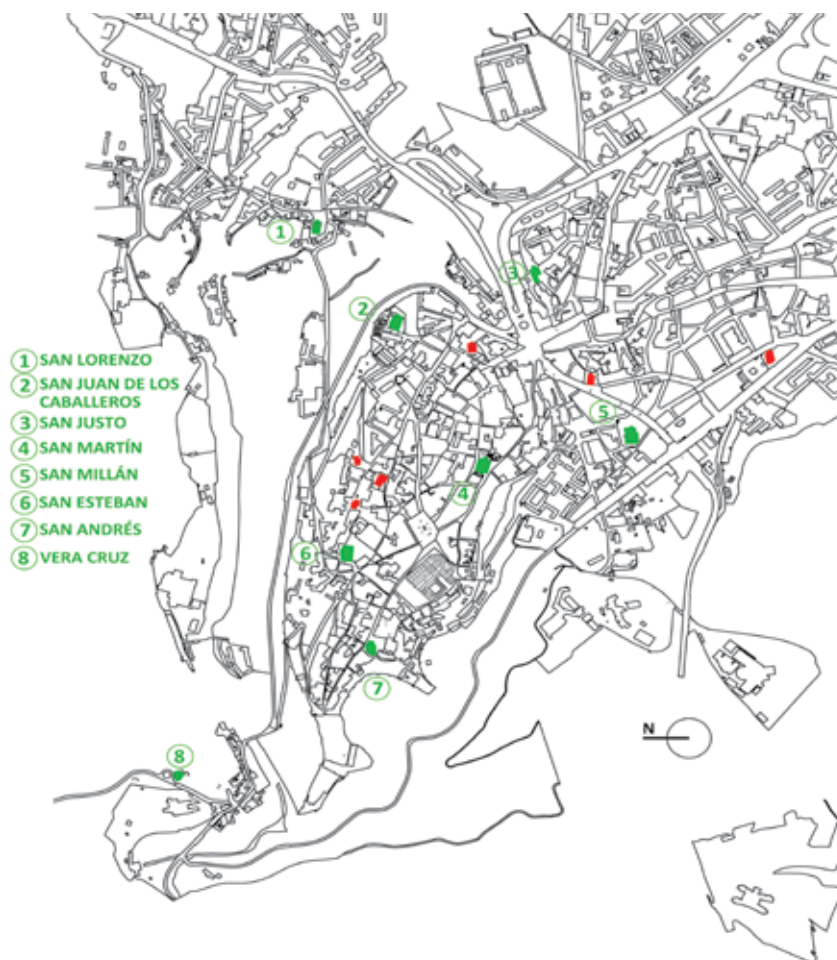 1 SAN LORENZO
2 SAN JUAN DE LOS
CABALLEROS
3 SAN JUSTO
4 SAN MARTÍN
5 SAN MILLÁN
6 SAN ESTEBAN
7 SAN ANDRÉS
8 VERA CRUZ
1
2
3
4
5
6
7
8
N